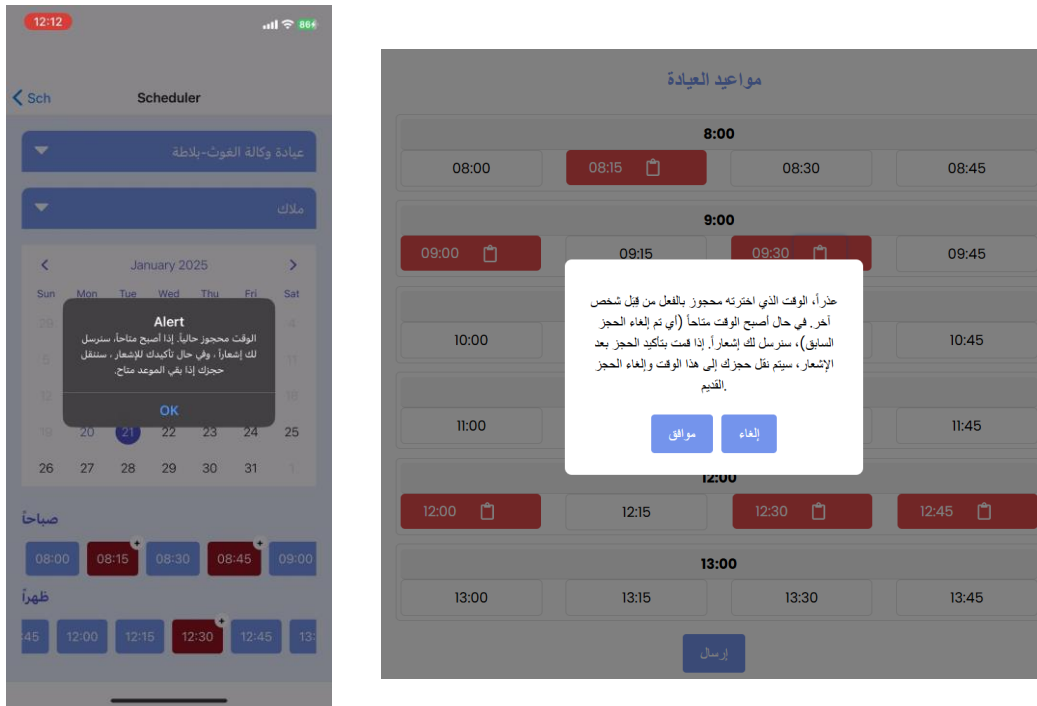 12:12
86
Sch
Scheduler
عيادة وكالة الغوث-بلاطة
ملاك
January 2025
Sun Mon Tue Wed Thu Fri Sat
29 4
5 11
12 18
19 20 21 22 23 24 25
26 27 28 29 30 31 1
Alert
الوقت محجوز حالياً. إذا أصبح متاحاً، سنرسل
لك إشعاراً ، وفي حال تأكيدك للإشعار ، سننقل
حجزك إذا بقي الموعد متاح.
OK
صباحاً
08:00 08:15 08:30 08:45 09:00
ظهراً
:45 12:00 12:15 12:30 12:45 13:
مواعيد العيادة
8:00
08:00 08:15 08:30 08:45
9:00
09:00 09:15 09:30 09:45
10:00 10:45
11:00 11:45
12:00
12:00 12:15 12:30 12:45
13:00
13:00 13:15 13:30 13:45
عذراً، الوقت الذي اخترته محجوز بالفعل من قِبَل شخص
آخر. في حال أصبح الوقت متاحاً (أي تم إلغاء الحجز
السابق)، سنرسل لك إشعاراً. إذا قمت بتأكيد الحجز بعد
الإشعار، سيتم نقل حجزك إلى هذا الوقت وإلغاء الحجز
القديم.
موافق إلغاء
إرسال